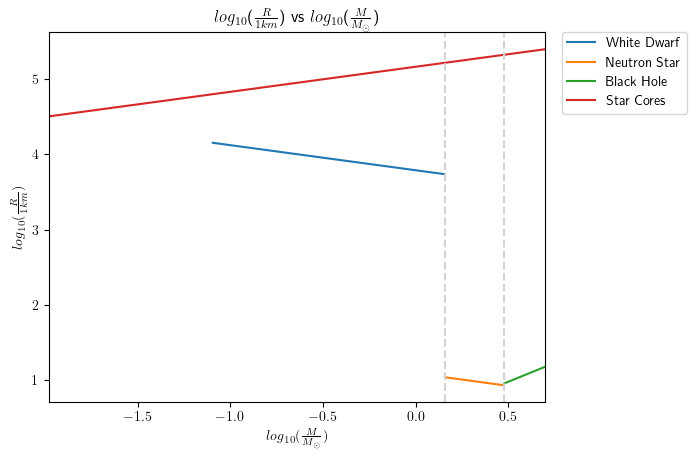 log₁₀(R/1km) vs log₁₀(M/M⊙)
White Dwarf
Neutron Star
Black Hole
Star Cores
log₁₀(R/1km)
5
4
3
2
1
−1.5 −1.0 −0.5 0.0 0.5
log₁₀(M/M⊙)